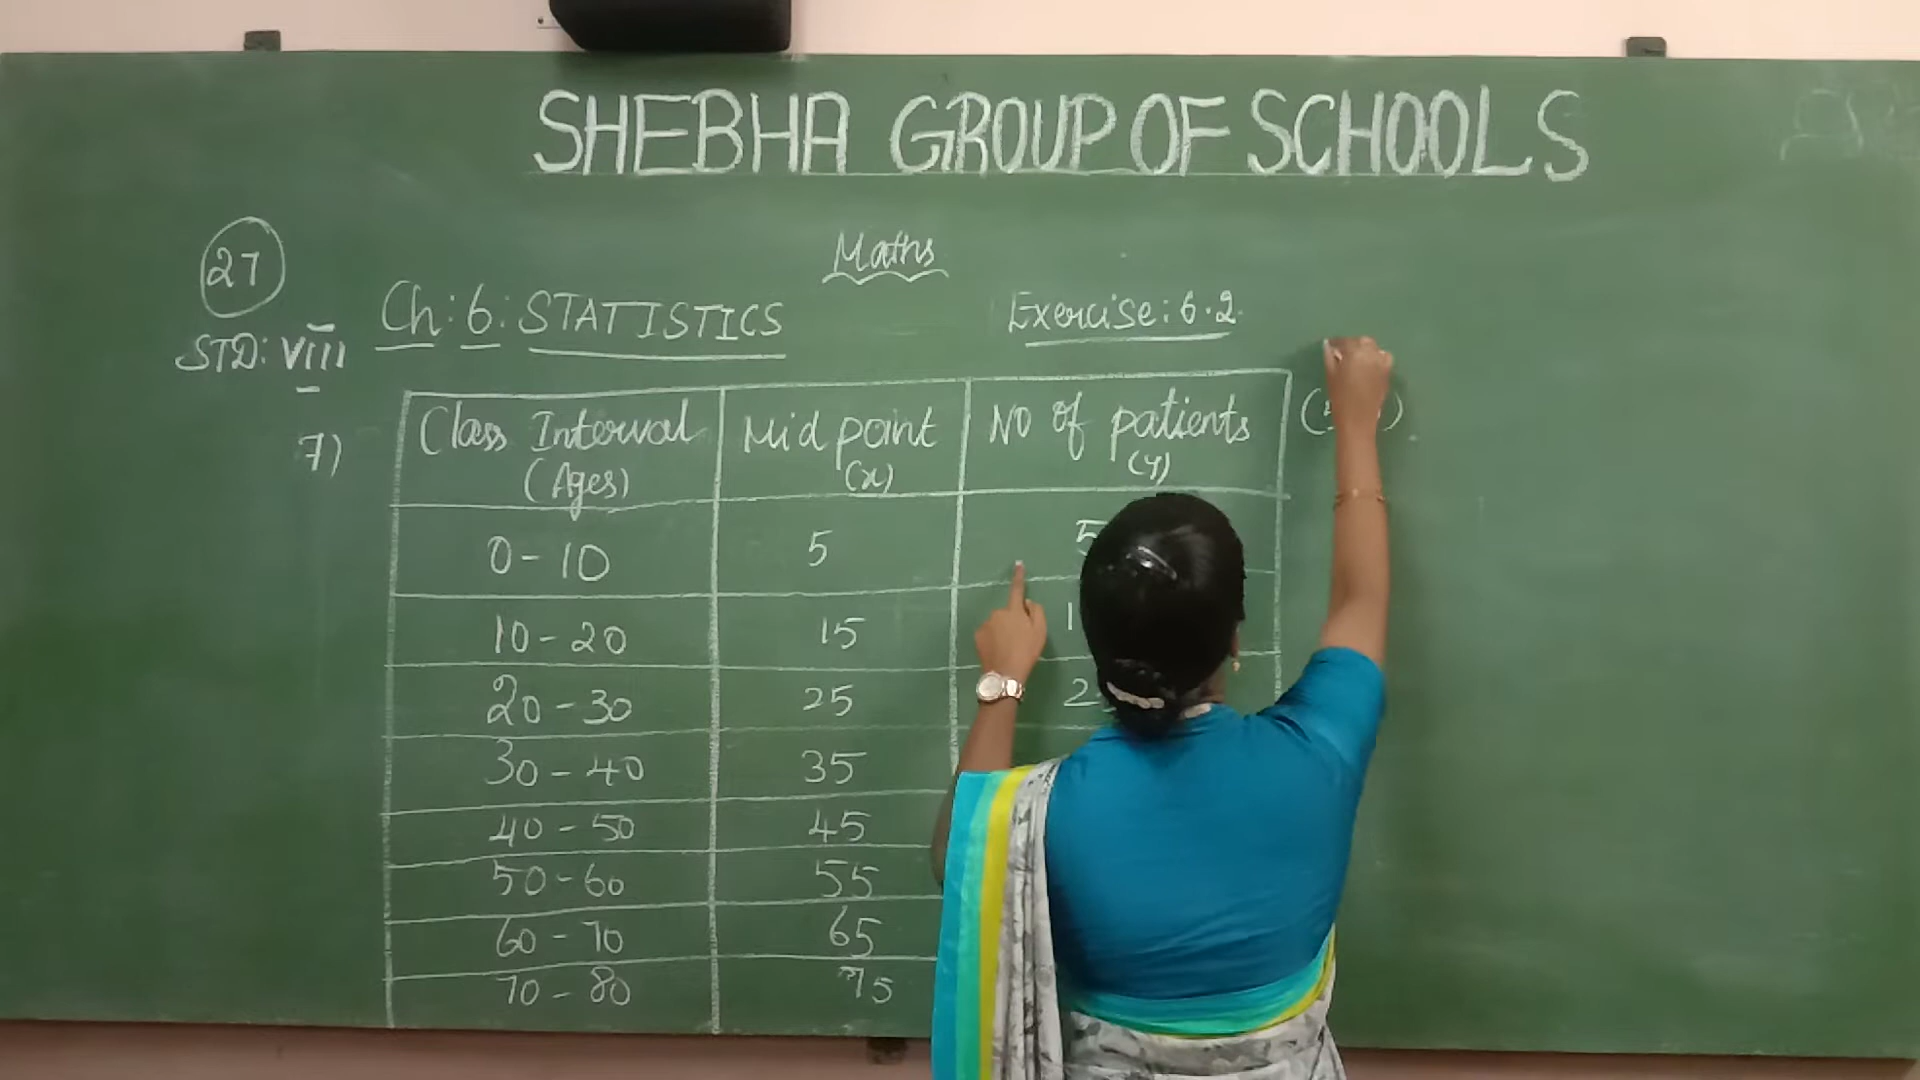 SHEBHA GROUP OF SCHOOLS
27
Maths
Ch: 6: STATISTICS
Exercise: 6.2
STD: VIII
7)
Class Interval (Ages)
Mid point (x)
No of patients (y)
0-10 5 5
10-20 15
20-30 25
30-40 35
40-50 45
50-60 55
60-70 65
70-80 75